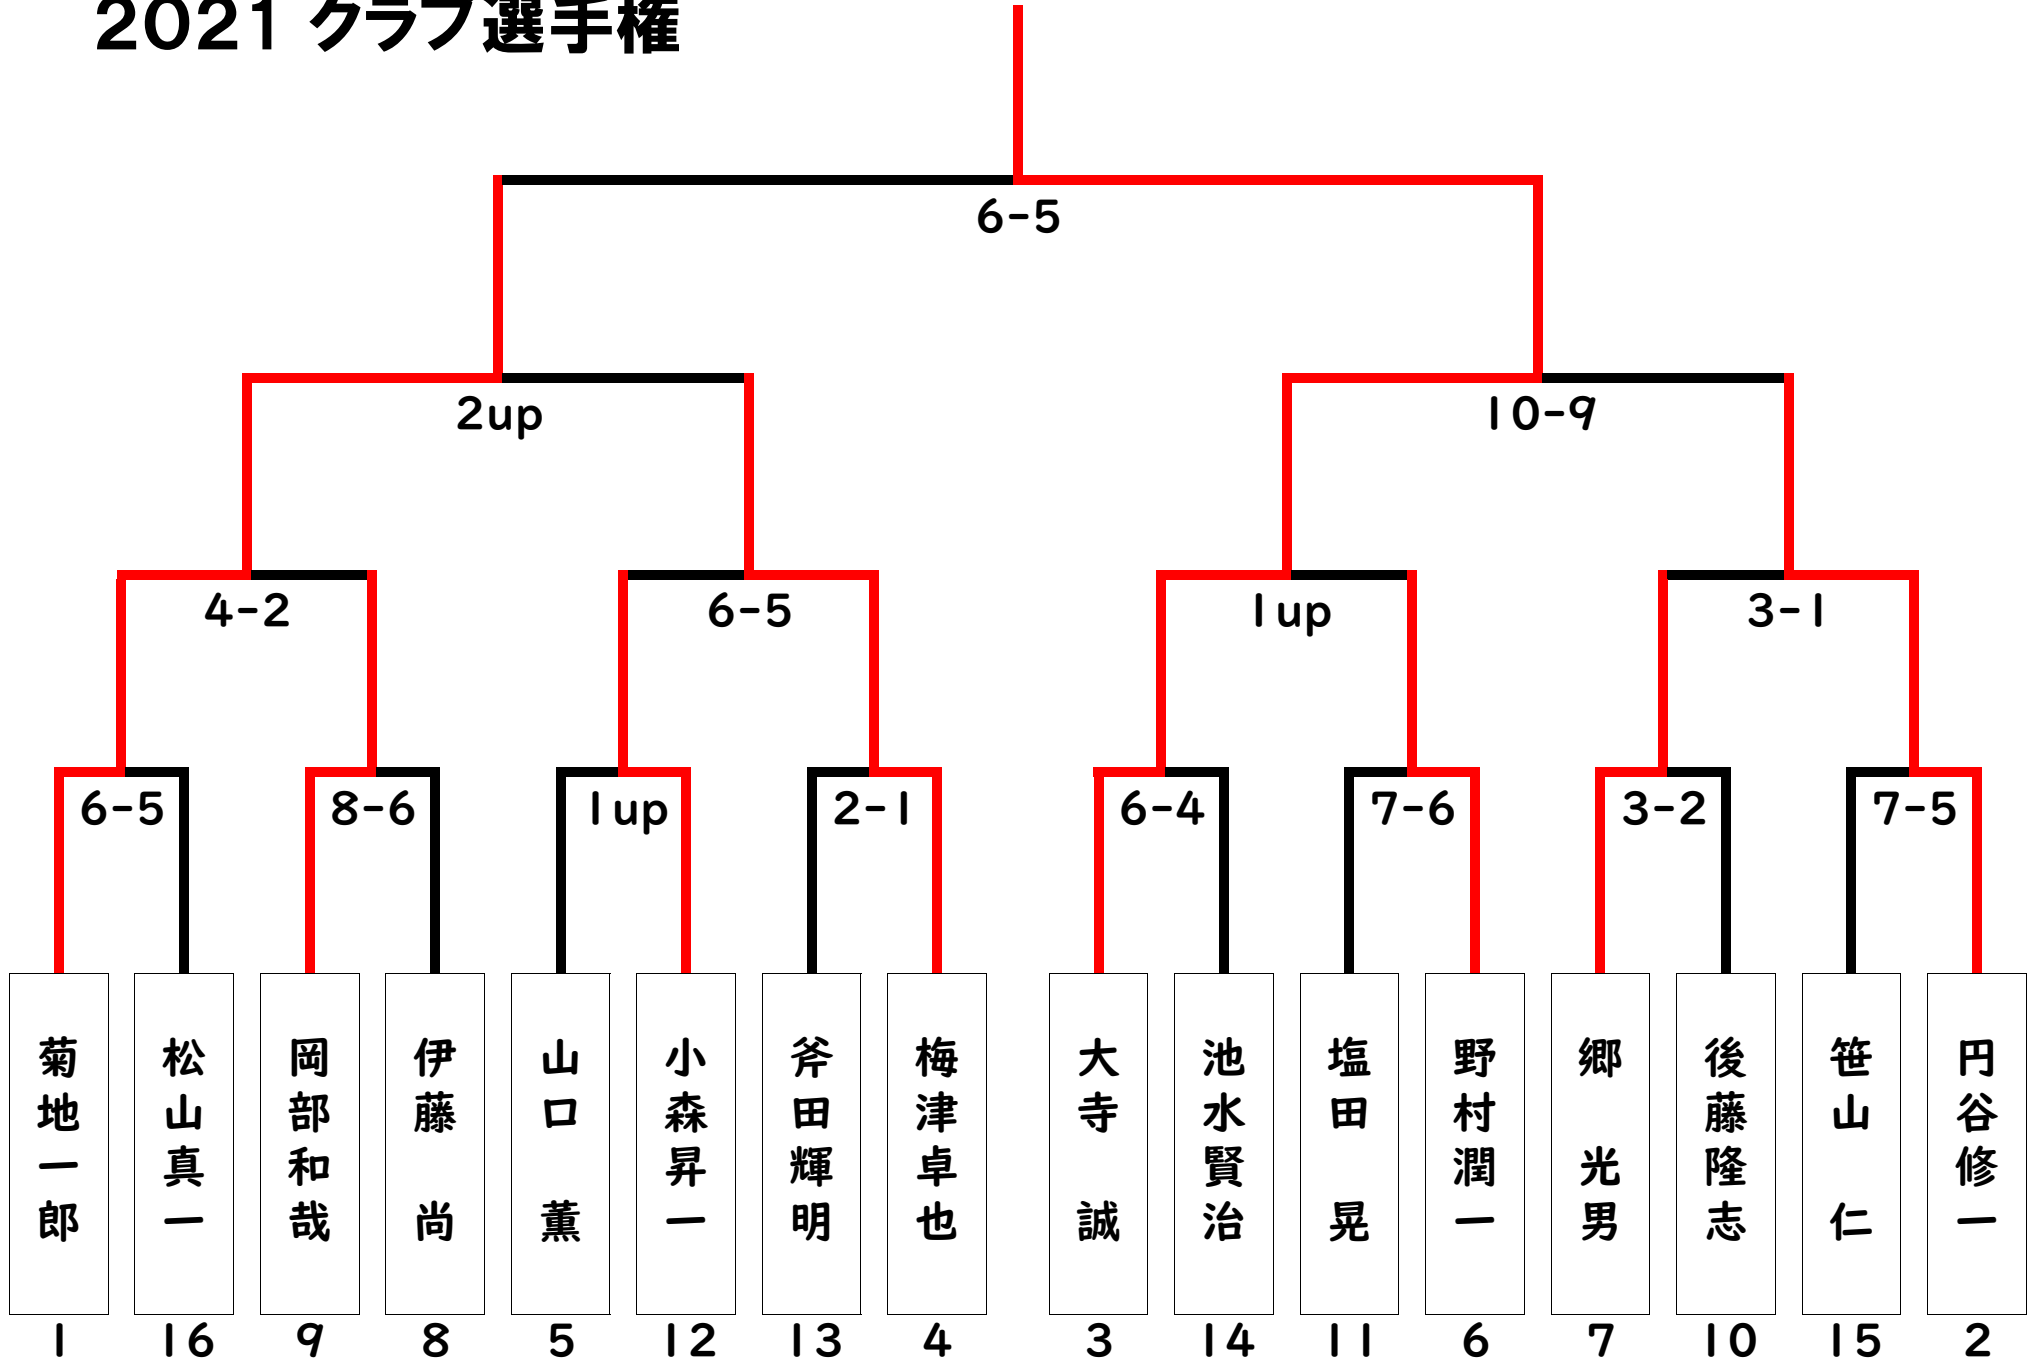 2021 クラブ選手権
6-5
2up
10-9
4-2
6-5
1up
3-1
6-5
8-6
1up
2-1
6-4
7-6
3-2
7-5
菊地一郎
松山真一
岡部和哉
伊藤 尚
山口 薫
小森昇一
斧田輝明
梅津卓也
大寺 誠
池水賢治
塩田 晃
野村潤一
郷 光男
後藤隆志
笹山 仁
円谷修一
1
16
9
8
5
12
13
4
3
14
11
6
7
10
15
2